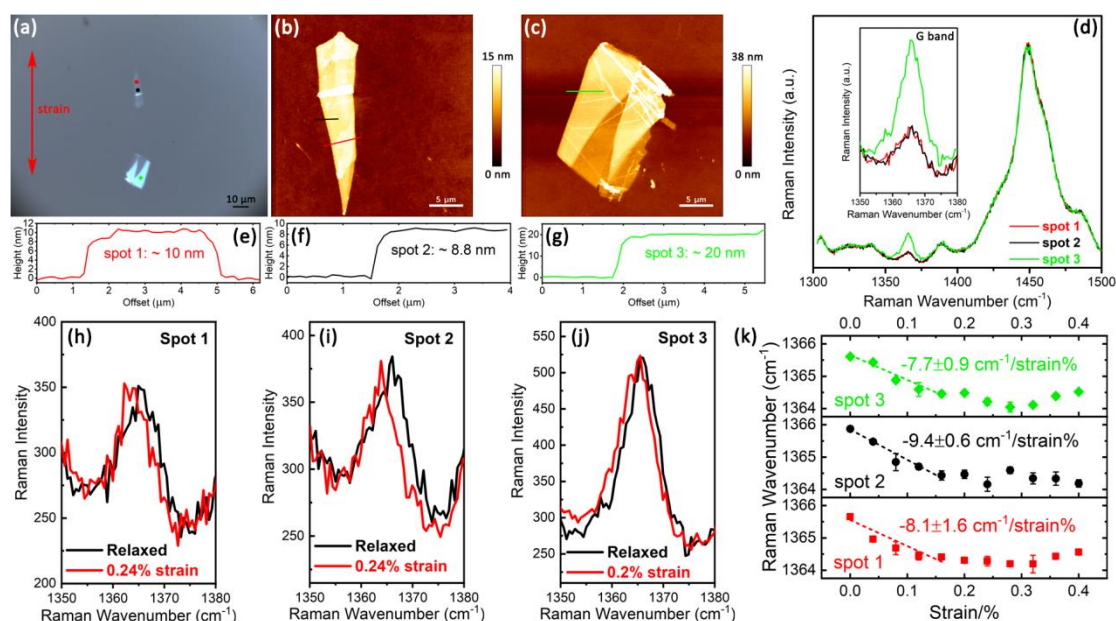 (a)
strain
10 μm
(b)
5 μm
15 nm
0 nm
(c)
5 μm
38 nm
0 nm
(d)
G band
Raman Intensity (a.u.)
1350 1360 1370 1380
Raman Wavenumber (cm⁻¹)
Raman Intensity (a.u.)
spot 1
spot 2
spot 3
1300 1350 1400 1450 1500
Raman Wavenumber (cm⁻¹)
(e)
spot 1: ~ 10 nm
Height (nm)
12
10
8
6
4
2
0
0 1 2 3 4 5 6
Offset (μm)
(f)
spot 2: ~ 8.8 nm
Height (nm)
8
6
4
2
0
0 1 2 3 4
Offset (μm)
(g)
spot 3: ~ 20 nm
Height (nm)
20
10
0
0 1 2 3 4 5
Offset (μm)
(h)
Spot 1
Raman Intensity
400
350
300
250
200
Relaxed
0.24% strain
1350 1360 1370 1380
Raman Wavenumber (cm⁻¹)
(i)
Spot 2
Raman Intensity
400
350
300
250
Relaxed
0.24% strain
1350 1360 1370 1380
Raman Wavenumber (cm⁻¹)
(j)
Spot 3
Raman Intensity
550
500
450
400
350
300
250
Relaxed
0.2% strain
1350 1360 1370 1380
Raman Wavenumber (cm⁻¹)
(k)
0.0 0.1 0.2 0.3 0.4
Raman Wavenumber (cm⁻¹)
1366
1365
1364
-7.7±0.9 cm⁻¹/strain%
spot 3
1366
1365
1364
-9.4±0.6 cm⁻¹/strain%
spot 2
1365
1364
-8.1±1.6 cm⁻¹/strain%
spot 1
0.0 0.1 0.2 0.3 0.4
Strain/%